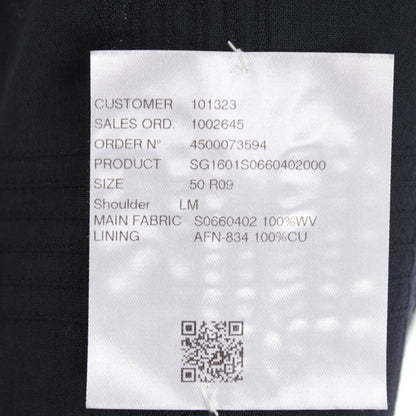 CUSTOMER 101323
SALES ORD. 1002645
ORDER N° 4500073594
PRODUCT SG1601S0660402000
SIZE 50 R09
Shoulder LM
MAIN FABRIC S0660402 100%WV
LINING AFN-834 100%CU